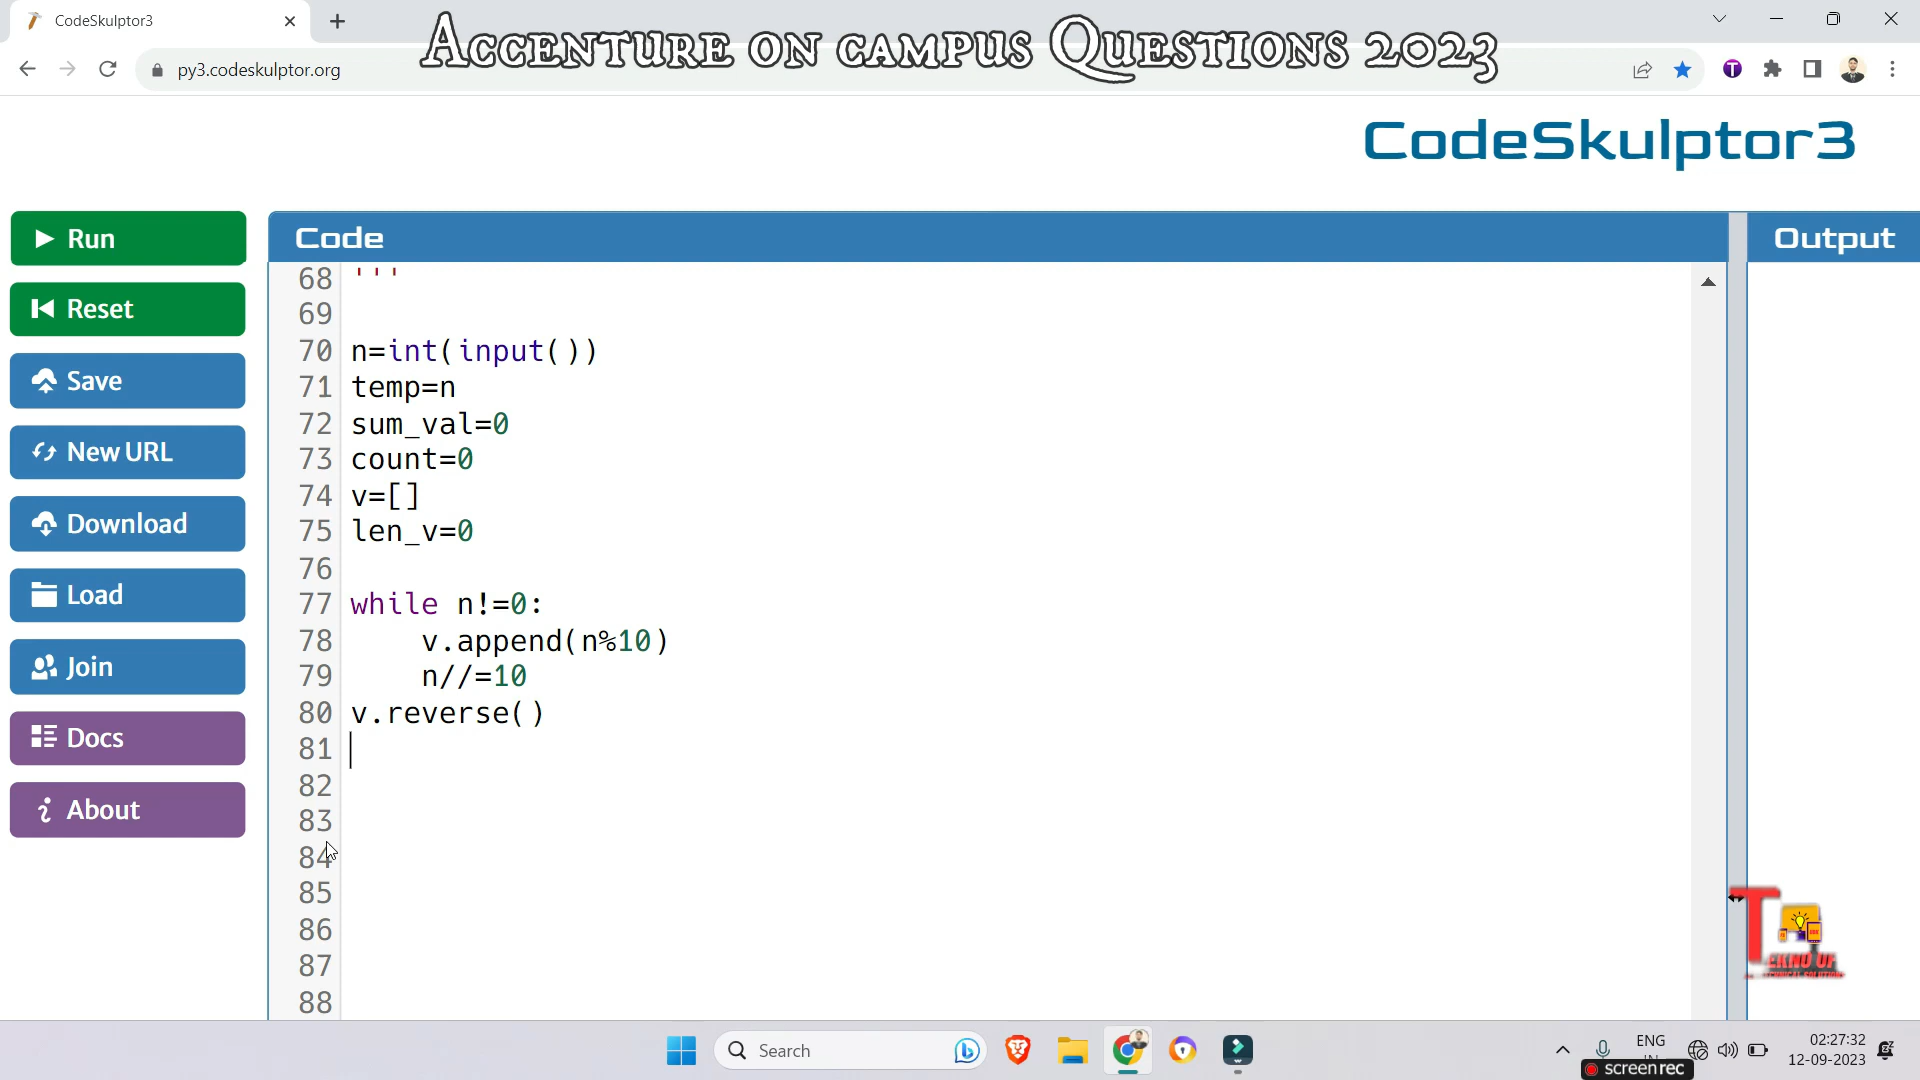 CodeSkulptor3
Accenture on campus Questions 2023
py3.codeskulptor.org
CodeSkulptor3
Run
Reset
Save
New URL
Download
Load
Join
Docs
About
Code
Output
68 '''
69
70 n=int(input())
71 temp=n
72 sum_val=0
73 count=0
74 v=[]
75 len_v=0
76
77 while n!=0:
78 v.append(n%10)
79 n//=10
80 v.reverse()
81
82
83
84
85
86
87
88
Search
ENG
02:27:32
12-09-2023
screenrec